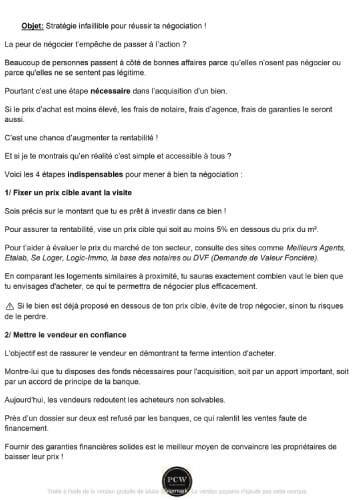 Objet: Stratégie infaillible pour réussir ta négociation !
La peur de négocier t'empêche de passer à l'action ?
Beaucoup de personnes passent à côté de bonnes affaires parce qu'elles n'osent pas négocier ou
parce qu'elles ne se sentent pas légitime.
Pourtant c'est une étape nécessaire dans l'acquisition d'un bien.
Si le prix d'achat est moins élevé, les frais de notaire, frais d'agence, frais de garanties le seront
aussi.
C'est une chance d'augmenter ta rentabilité !
Et si je te montrais qu'en réalité c'est simple et accessible à tous ?
Voici les 4 étapes indispensables pour mener à bien ta négociation :
1/ Fixer un prix cible avant la visite
Sois précis sur le montant que tu es prêt à investir dans ce bien !
Pour assurer ta rentabilité, vise un prix cible qui soit au moins 5% en dessous du prix du m².
Pour t'aider à évaluer le prix du marché de ton secteur, consulte des sites comme Meilleurs Agents,
Etalab, Se Loger, Logic-Immo, la base des notaires ou DVF (Demande de Valeur Foncière).
En comparant les logements similaires à proximité, tu sauras exactement combien vaut le bien que
tu envisages d'acheter, ce qui te permettra de négocier plus efficacement.
⚠ Si le bien est déjà proposé en dessous de ton prix cible, évite de trop négocier, sinon tu risques
de le perdre.
2/ Mettre le vendeur en confiance
L'objectif est de rassurer le vendeur en démontrant ta ferme intention d'acheter.
Montre-lui que tu disposes des fonds nécessaires pour l'acquisition, soit par un apport important, soit
par un accord de principe de la banque.
Aujourd'hui, les vendeurs redoutent les acheteurs non solvables.
Près d'un dossier sur deux est refusé par les banques, ce qui ralentit les ventes faute de
financement.
Fournir des garanties financières solides est le meilleur moyen de convaincre les propriétaires de
baisser leur prix !
PCW